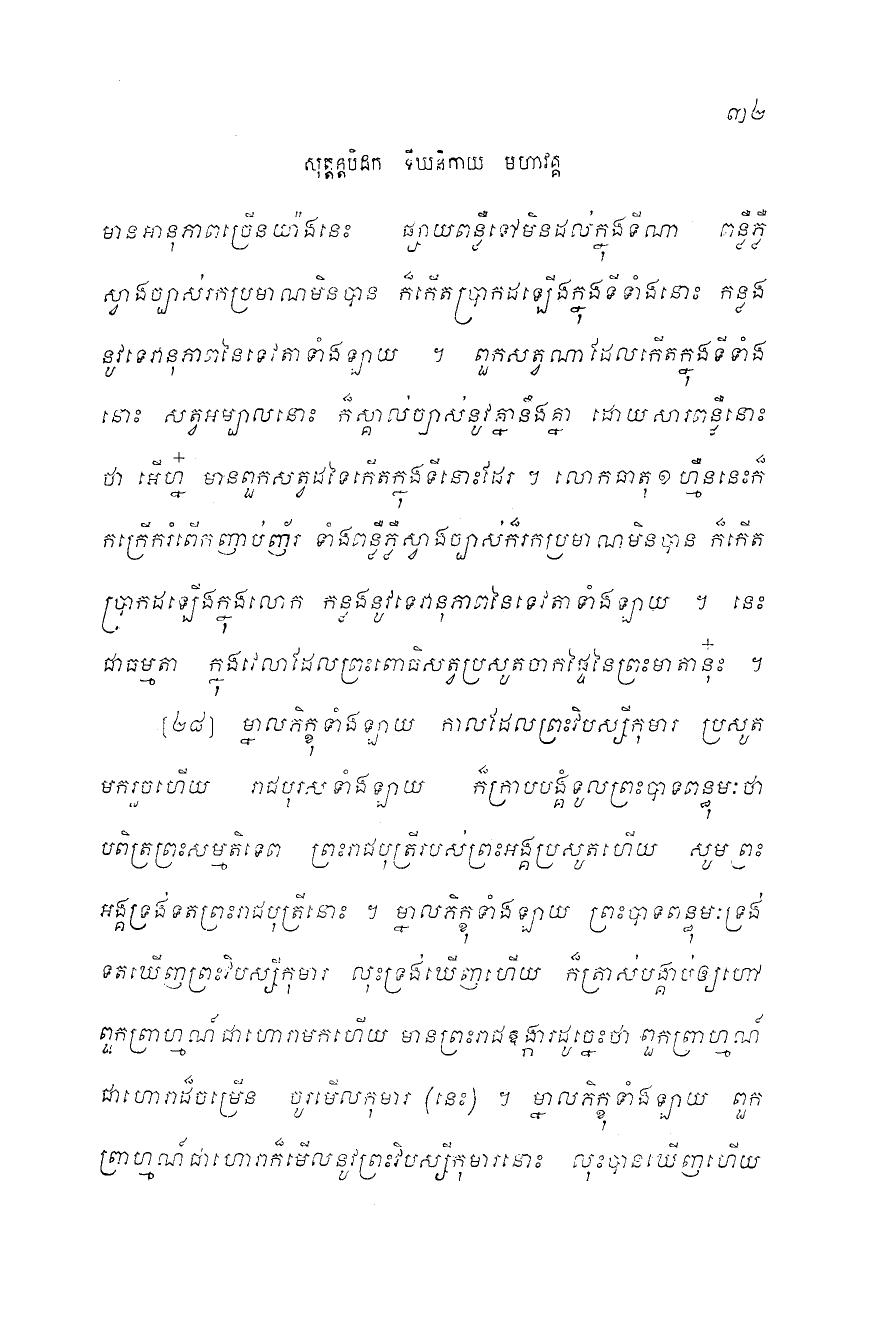 ៣២
សុត្តន្តបិដក ទីឃនិកាយ មហាវគ្គ
មានអានុភាពច្រើនយ៉ាងនេះ ផ្សាយពន្លឺទៅមិនដល់ក្នុងទីណា ពន្លឺភ្លឺ
ស្វាងច្បាស់រកប្រមាណមិនបាន ក៏កើតប្រាកដឡើងក្នុងទីទាំងនោះ កន្លង
នូវទេវានុភាពនៃទេវតាទាំងឡាយ ។ ពួកសត្វណាដែលកើតក្នុងទីទាំង
នោះ សត្វអម្បាលនោះ ក៏ស្គាល់ច្បាស់នូវគ្នានឹងគ្នា ដោយសារពន្លឺនោះ
ថា អើហ្ន៎ មានពួកសត្វដទៃកើតក្នុងទីនោះដែរ ។ លោកធាតុ ១ ហ្មឺននេះក៏
កក្រើករំពើកញាប់ញ័រ ទាំងពន្លឺភ្លឺស្វាងច្បាស់ក៏រកប្រមាណមិនបាន ក៏កើត
ប្រាកដឡើងក្នុងលោក កន្លងនូវទេវានុភាពនៃទេវតាទាំងឡាយ ។ នេះ
ជាធម្មតា ក្នុងវេលាដែលព្រះពោធិសត្វប្រសូតចាកផ្ទៃនៃព្រះមាតានុ៎ះ ។
[២៨] ម្នាលភិក្ខុទាំងឡាយ កាលដែលព្រះវិបស្សីកុមារ ប្រសូត
មករួចហើយ រាជបុរសទាំងឡាយ ក៏ក្រាបបង្គំទូលព្រះបាទពន្ធុមៈថា
បពិត្រព្រះសម្មតិទេព ព្រះរាជបុត្រីរបស់ព្រះអង្គប្រសូតហើយ សូមព្រះ
អង្គទ្រង់ទតព្រះរាជបុត្រីនោះ ។ ម្នាលភិក្ខុទាំងឡាយ ព្រះបាទពន្ធុមៈទ្រង់
ទតឃើញព្រះវិបស្សីកុមារ លុះទ្រង់ឃើញហើយ ក៏ត្រាស់បង្គាប់ឲ្យហៅ
ពួកព្រាហ្មណ៍ជាហោរាមកហើយ មានព្រះរាជឱង្ការដូច្នេះថា ពួកព្រាហ្មណ៍
ជាហោរាដ៏ចម្រើន ចូរមើលកុមារ (នេះ) ។ ម្នាលភិក្ខុទាំងឡាយ ពួក
ព្រាហ្មណ៍ជាហោរាក៏មើលនូវព្រះវិបស្សីកុមារនោះ លុះបានឃើញហើយ